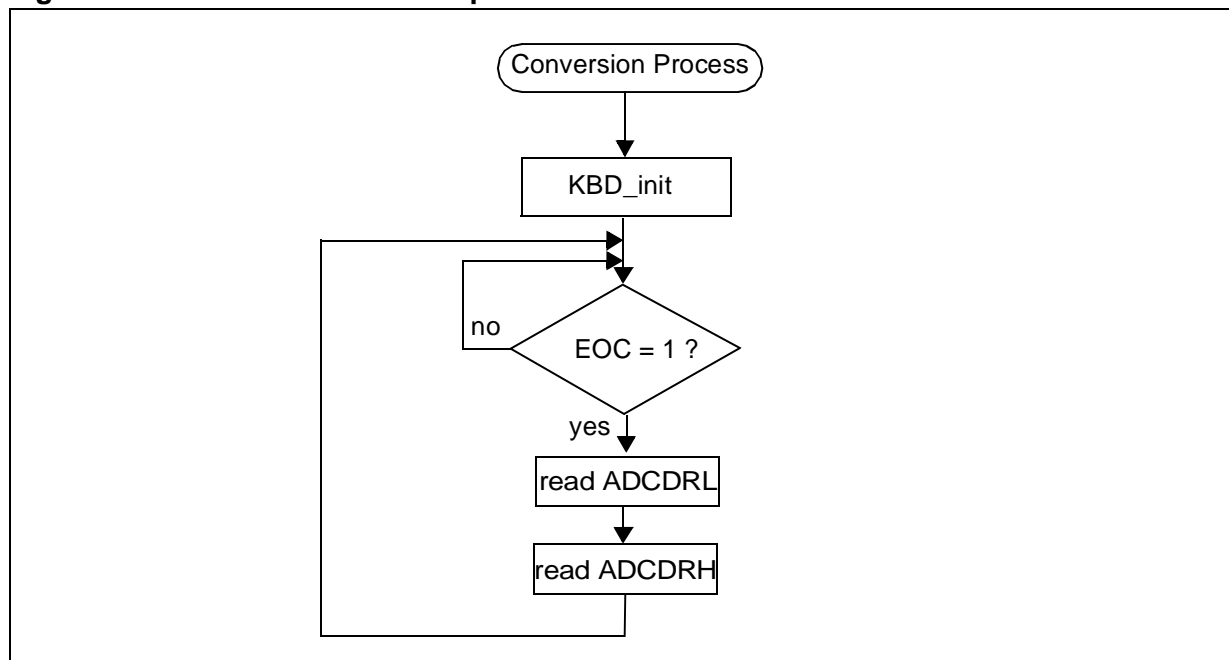 Conversion Process
KBD_init
no
EOC = 1 ?
yes
read ADCDRL
read ADCDRH